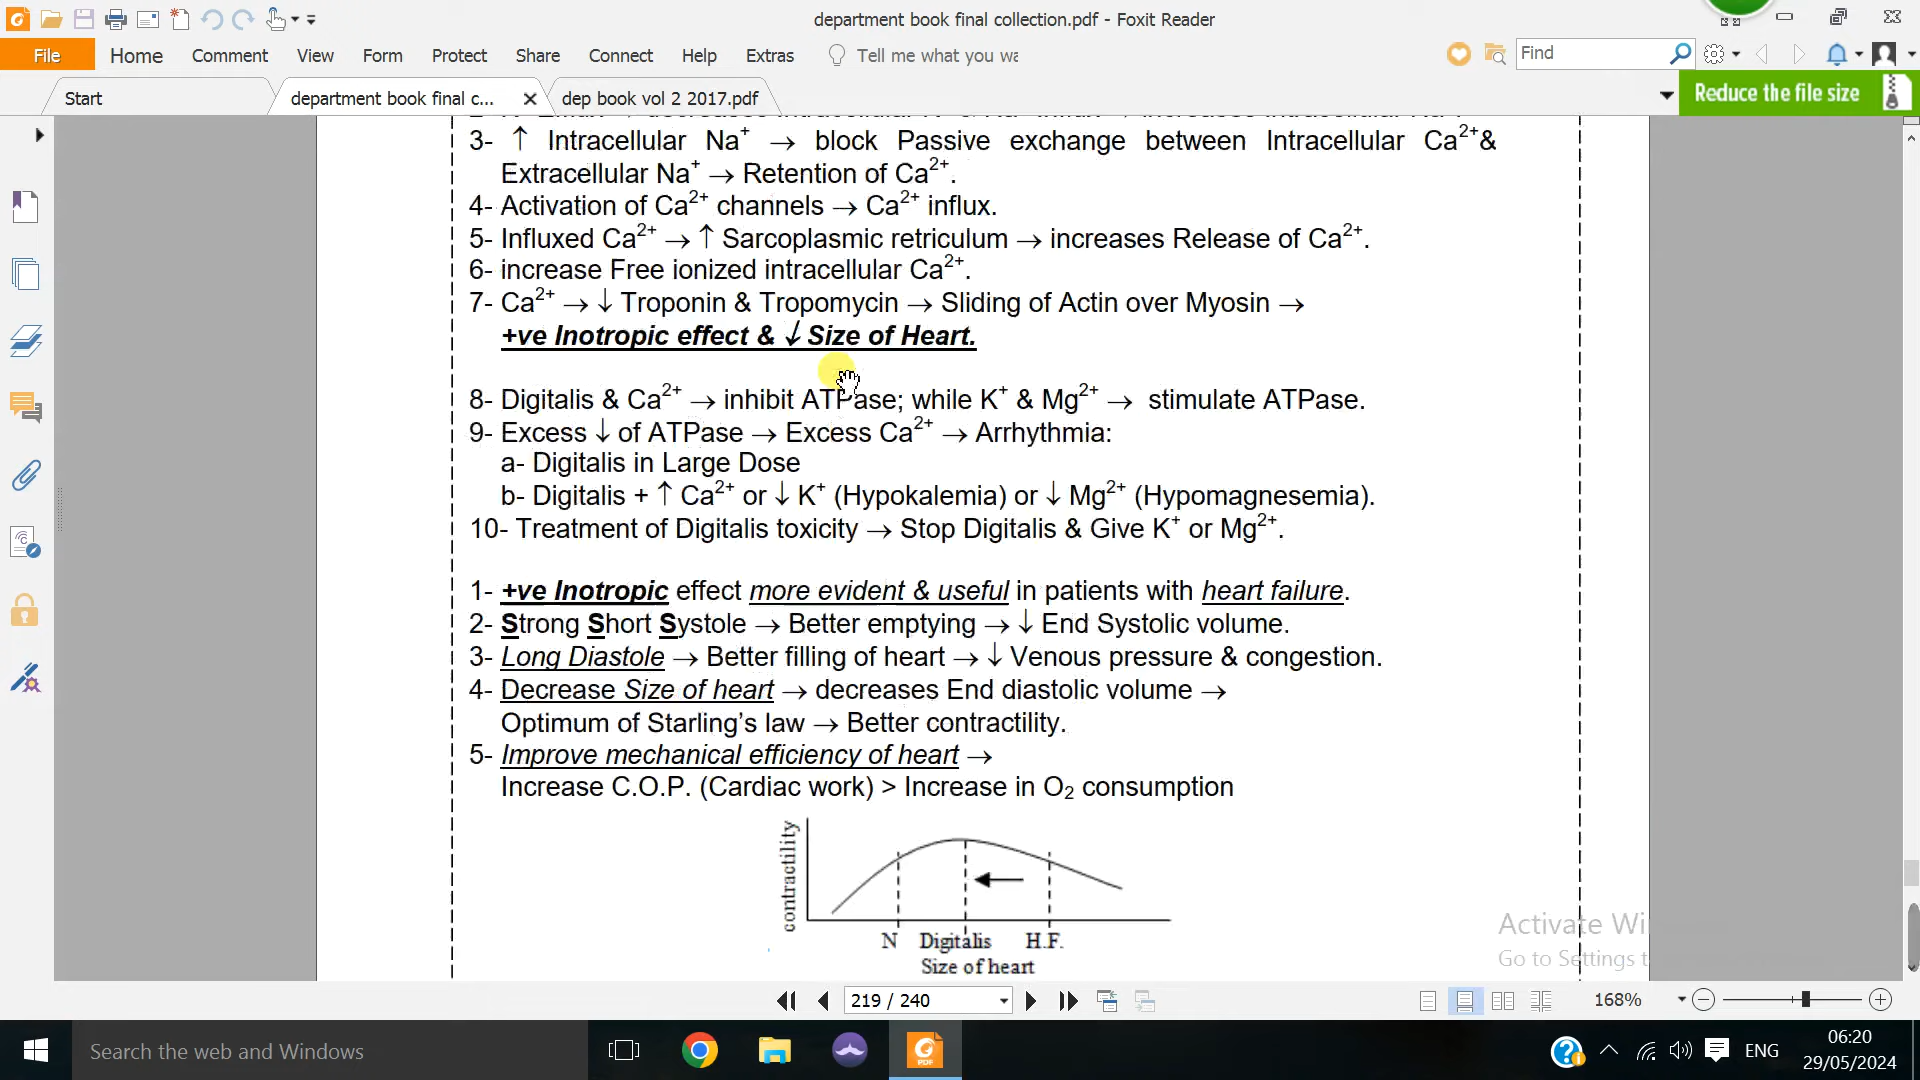 department book final collection.pdf - Foxit Reader
File Home Comment View Form Protect Share Connect Help Extras Tell me what you wa Find
Start department book final c... dep book vol 2 2017.pdf Reduce the file size
3- ↑ Intracellular Na⁺ → block Passive exchange between Intracellular Ca²⁺&
Extracellular Na⁺ → Retention of Ca²⁺.
4- Activation of Ca²⁺ channels → Ca²⁺ influx.
5- Influxed Ca²⁺ → ↑ Sarcoplasmic retriculum → increases Release of Ca²⁺.
6- increase Free ionized intracellular Ca²⁺.
7- Ca²⁺ → ↓ Troponin & Tropomycin → Sliding of Actin over Myosin →
+ve Inotropic effect & ↓ Size of Heart.
8- Digitalis & Ca²⁺ → inhibit ATPase; while K⁺ & Mg²⁺ → stimulate ATPase.
9- Excess ↓ of ATPase → Excess Ca²⁺ → Arrhythmia:
a- Digitalis in Large Dose
b- Digitalis + ↑ Ca²⁺ or ↓ K⁺ (Hypokalemia) or ↓ Mg²⁺ (Hypomagnesemia).
10- Treatment of Digitalis toxicity → Stop Digitalis & Give K⁺ or Mg²⁺.
1- +ve Inotropic effect more evident & useful in patients with heart failure.
2- Strong Short Systole → Better emptying → ↓ End Systolic volume.
3- Long Diastole → Better filling of heart → ↓ Venous pressure & congestion.
4- Decrease Size of heart → decreases End diastolic volume →
Optimum of Starling's law → Better contractility.
5- Improve mechanical efficiency of heart →
Increase C.O.P. (Cardiac work) > Increase in O₂ consumption
contractility
N Digitalis H.F.
Size of heart
Activate Wi
Go to Settings t
219 / 240
168%
Search the web and Windows
ENG
06:20
29/05/2024